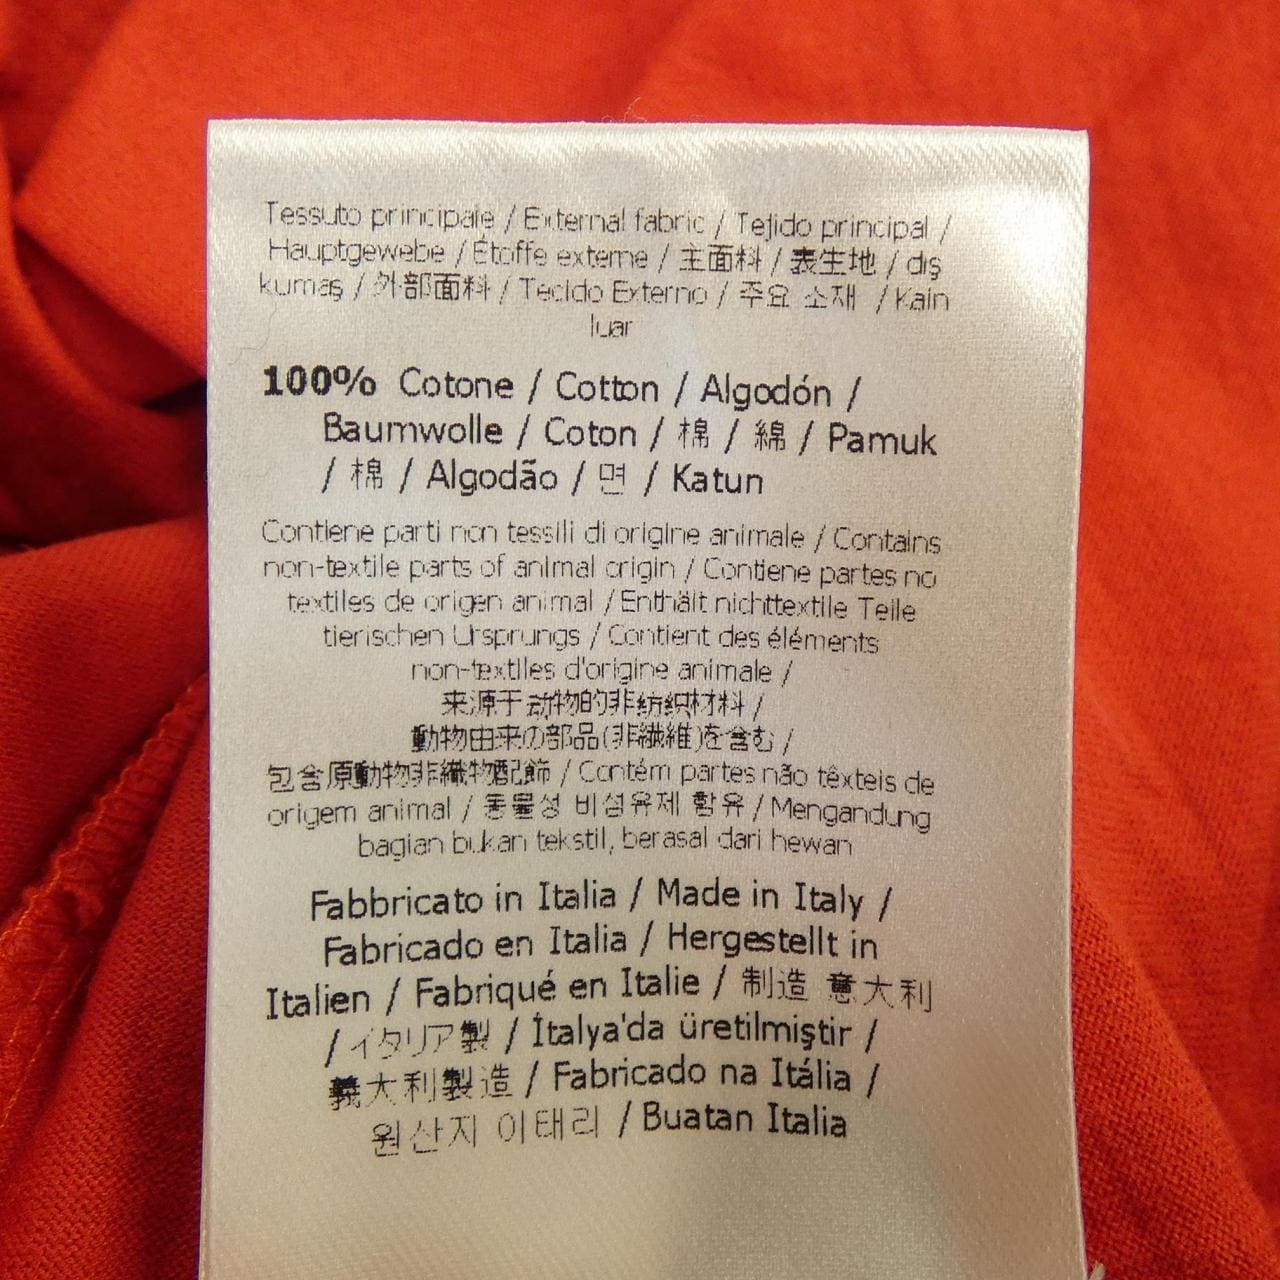 Tessuto principale / External fabric / Tejido principal /
Hauptgewebe / Étoffe externe / 主面料 / 表生地 / dış
kumaş / 外部面料 / Tecido Externo / 주요 소재 / Kain
luar
100% Cotone / Cotton / Algodón /
Baumwolle / Coton / 棉 / 綿 / Pamuk
/ 棉 / Algodão / 면 / Katun
Contiene parti non tessili di origine animale / Contains
non-textile parts of animal origin / Contiene partes no
textiles de origen animal / Enthält nichttextile Teile
tierischen Ursprungs / Contient des éléments
non-textiles d'origine animale /
来源于动物的非纺织材料 /
動物由来の部品(非繊維)を含む /
包含原動物非織物配飾 / Contém partes não têxteis de
origem animal / 동물성 비섬유제 함유 / Mengandung
bagian bukan tekstil, berasal dari hewan
Fabbricato in Italia / Made in Italy /
Fabricado en Italia / Hergestellt in
Italien / Fabriqué en Italie / 制造 意大利
/ イタリア製 / İtalya'da üretilmiştir /
義大利製造 / Fabricado na Itália /
원산지 이태리 / Buatan Italia